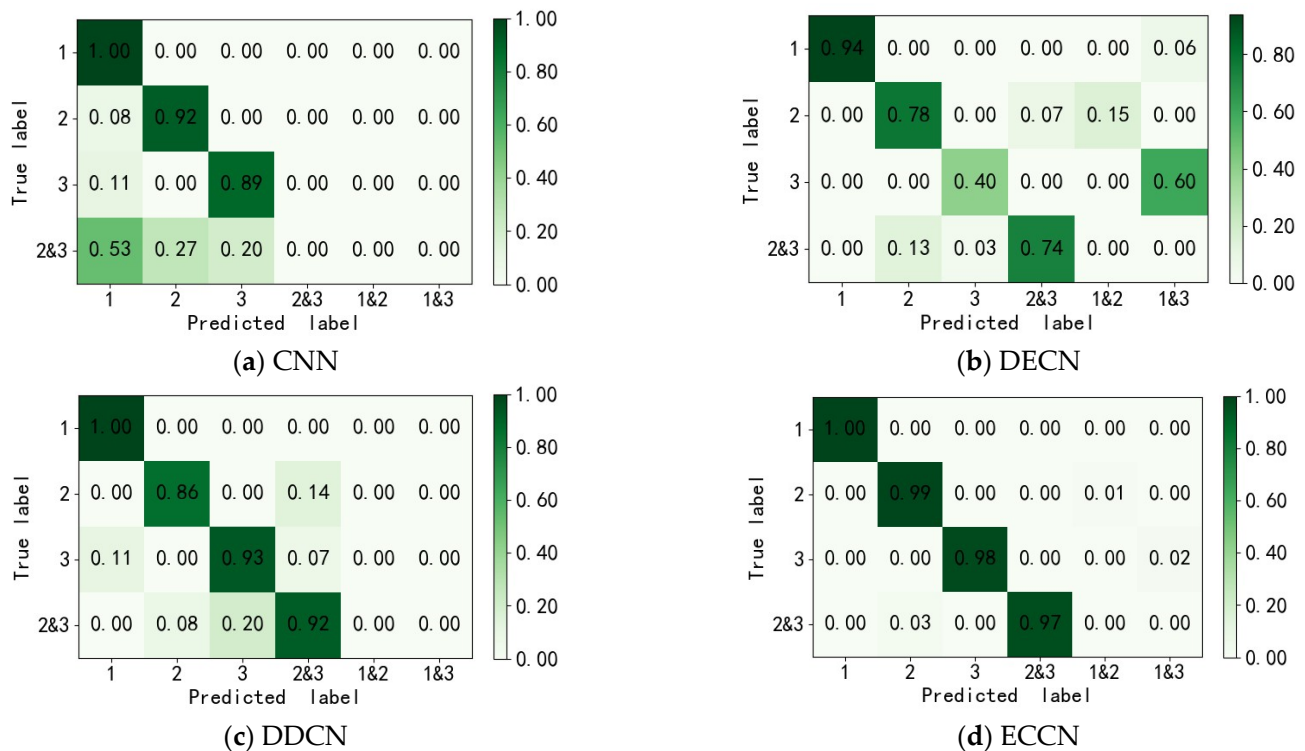 1.00
1 1.00 0.00 0.00 0.00 0.00 0.00
0.80
2 0.08 0.92 0.00 0.00 0.00 0.00
0.60
True label
0.40
3 0.11 0.00 0.89 0.00 0.00 0.00
0.20
2&3 0.53 0.27 0.20 0.00 0.00 0.00
0.00
1 2 3 2&3 1&2 1&3
Predicted label
(a) CNN
1 0.94 0.00 0.00 0.00 0.00 0.06
0.80
2 0.00 0.78 0.00 0.07 0.15 0.00
0.60
True label
0.40
3 0.00 0.00 0.40 0.00 0.00 0.60
0.20
2&3 0.00 0.13 0.03 0.74 0.00 0.00
0.00
1 2 3 2&3 1&2 1&3
Predicted label
(b) DECN
1.00
1 1.00 0.00 0.00 0.00 0.00 0.00
0.80
2 0.00 0.86 0.00 0.14 0.00 0.00
0.60
True label
0.40
3 0.11 0.00 0.93 0.07 0.00 0.00
0.20
2&3 0.00 0.08 0.20 0.92 0.00 0.00
0.00
1 2 3 2&3 1&2 1&3
Predicted label
(c) DDCN
1.00
1 1.00 0.00 0.00 0.00 0.00 0.00
0.80
2 0.00 0.99 0.00 0.00 0.01 0.00
0.60
True label
0.40
3 0.00 0.00 0.98 0.00 0.00 0.02
0.20
2&3 0.00 0.03 0.00 0.97 0.00 0.00
0.00
1 2 3 2&3 1&2 1&3
Predicted label
(d) ECCN